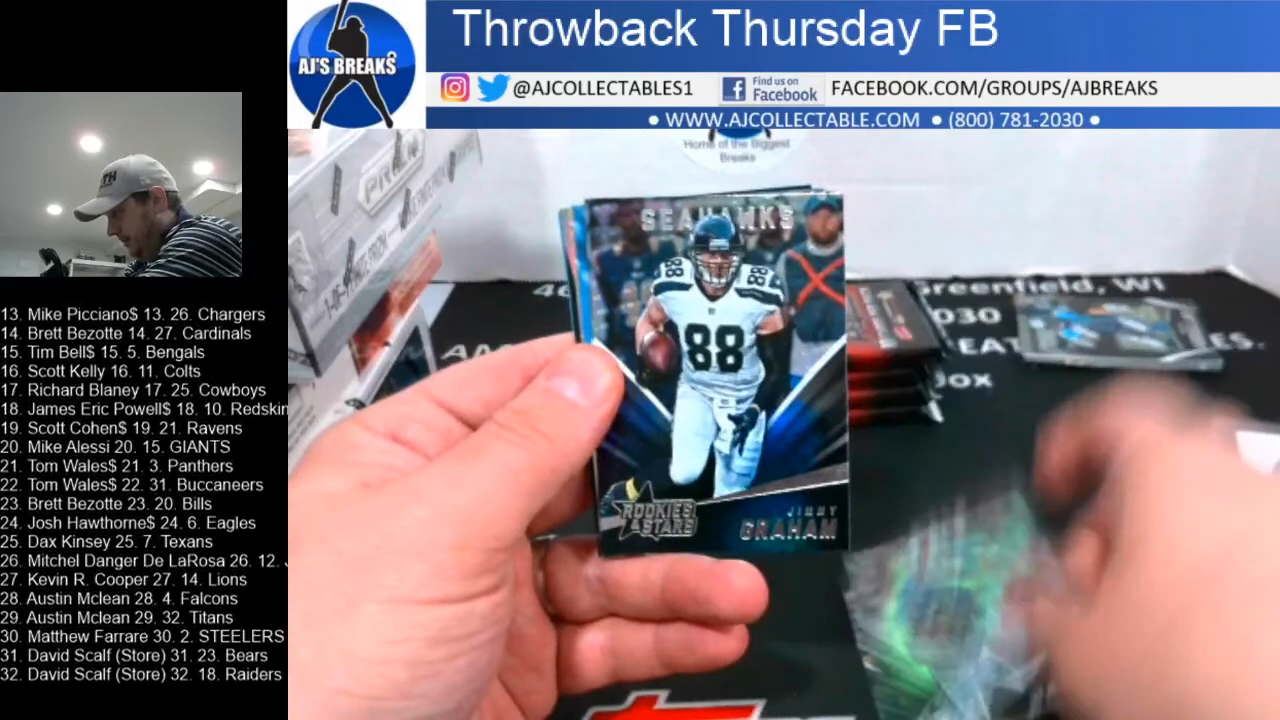 Throwback Thursday FB
AJ'S BREAKS
@AJCOLLECTABLES1
Find us on
Facebook
FACEBOOK.COM/GROUPS/AJBREAKS
• WWW.AJCOLLECTABLE.COM • (800) 781-2030 •
Home of the Biggest
Breaks
PRIZM
SEAHAWKS
88
88
88
ROOKIES
& STARS
JIMMY
GRAHAM
Greenfield, WI
13. Mike Picciano$ 13. 26. Chargers
14. Brett Bezotte 14. 27. Cardinals
15. Tim Bell$ 15. 5. Bengals
16. Scott Kelly 16. 11. Colts
17. Richard Blaney 17. 25. Cowboys
18. James Eric Powell$ 18. 10. Redskin
19. Scott Cohen$ 19. 21. Ravens
20. Mike Alessi 20. 15. GIANTS
21. Tom Wales$ 21. 3. Panthers
22. Tom Wales$ 22. 31. Buccaneers
23. Brett Bezotte 23. 20. Bills
24. Josh Hawthorne$ 24. 6. Eagles
25. Dax Kinsey 25. 7. Texans
26. Mitchel Danger De LaRosa 26. 12.
27. Kevin R. Cooper 27. 14. Lions
28. Austin Mclean 28. 4. Falcons
29. Austin Mclean 29. 32. Titans
30. Matthew Farrare 30. 2. STEELERS
31. David Scalf (Store) 31. 23. Bears
32. David Scalf (Store) 32. 18. Raiders